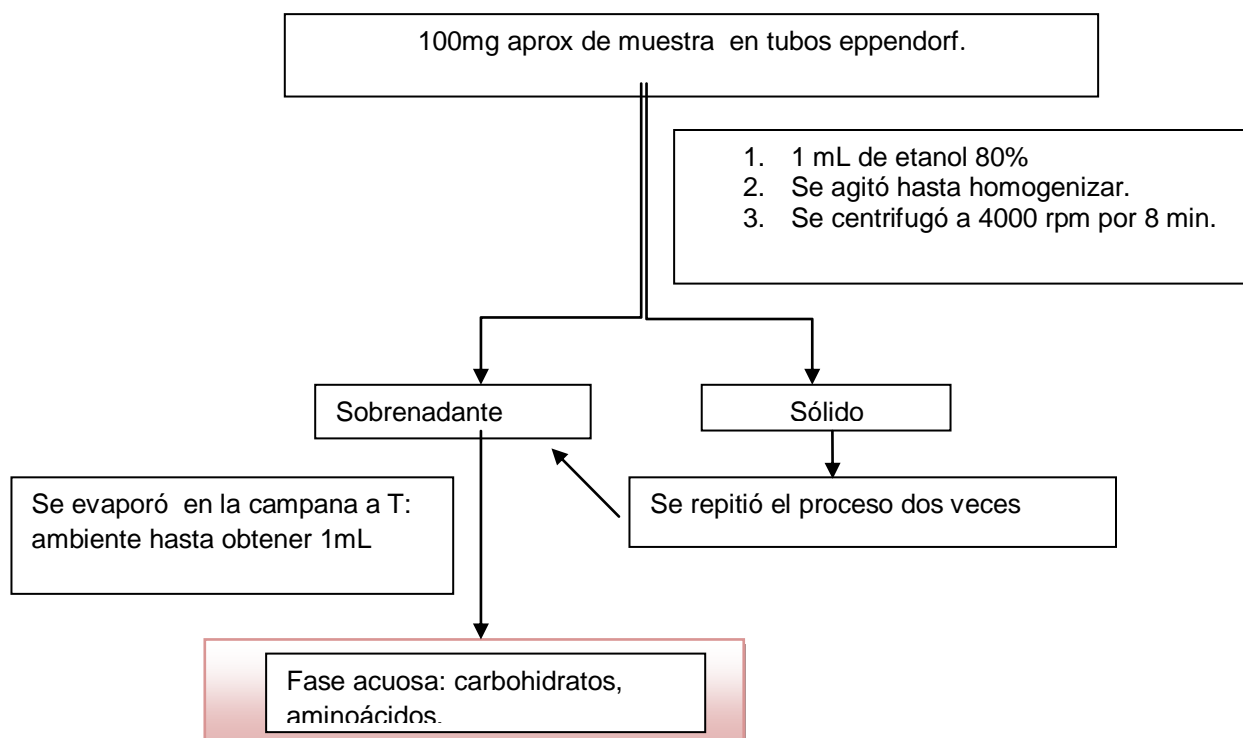 100mg aprox de muestra en tubos eppendorf.
1. 1 mL de etanol 80%
2. Se agitó hasta homogenizar.
3. Se centrifugó a 4000 rpm por 8 min.
Sobrenadante
Sólido
Se evaporó en la campana a T:
ambiente hasta obtener 1mL
Se repitió el proceso dos veces
Fase acuosa: carbohidratos,
aminoácidos.